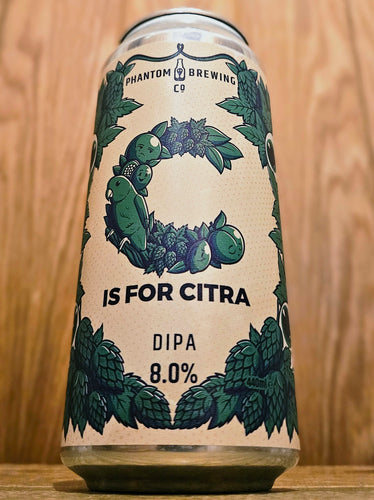 PHANTOM BREWING
CO
C
IS FOR CITRA
DIPA
8.0%